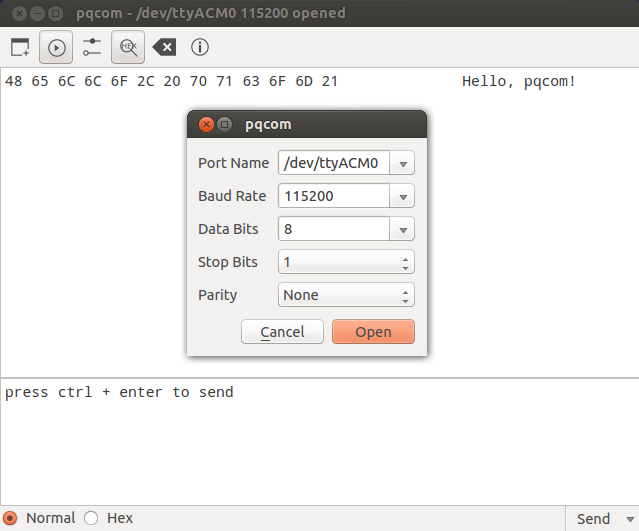 pqcom - /dev/ttyACM0 115200 opened
HEX
48 65 6C 6C 6F 2C 20 70 71 63 6F 6D 21 Hello, pqcom!
pqcom
Port Name /dev/ttyACM0
Baud Rate 115200
Data Bits 8
Stop Bits 1
Parity None
Cancel Open
press ctrl + enter to send
Normal Hex Send